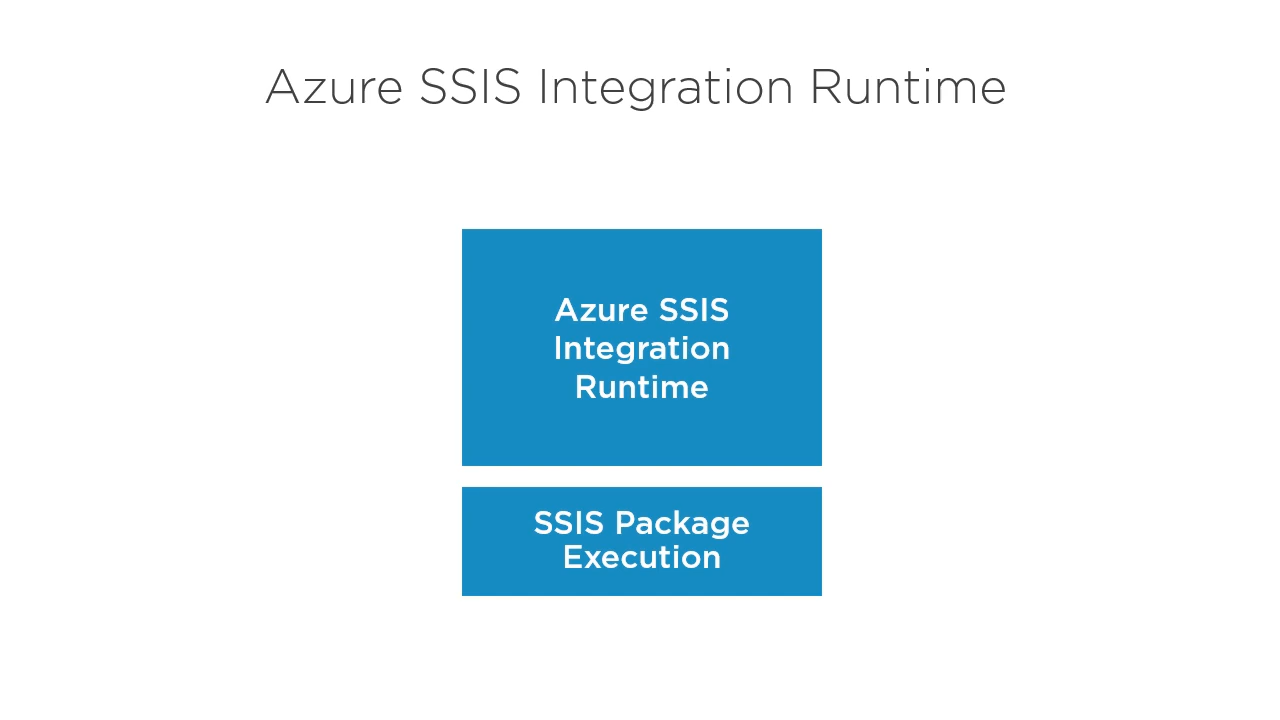 Azure SSIS Integration Runtime
Azure SSIS
Integration
Runtime
SSIS Package
Execution